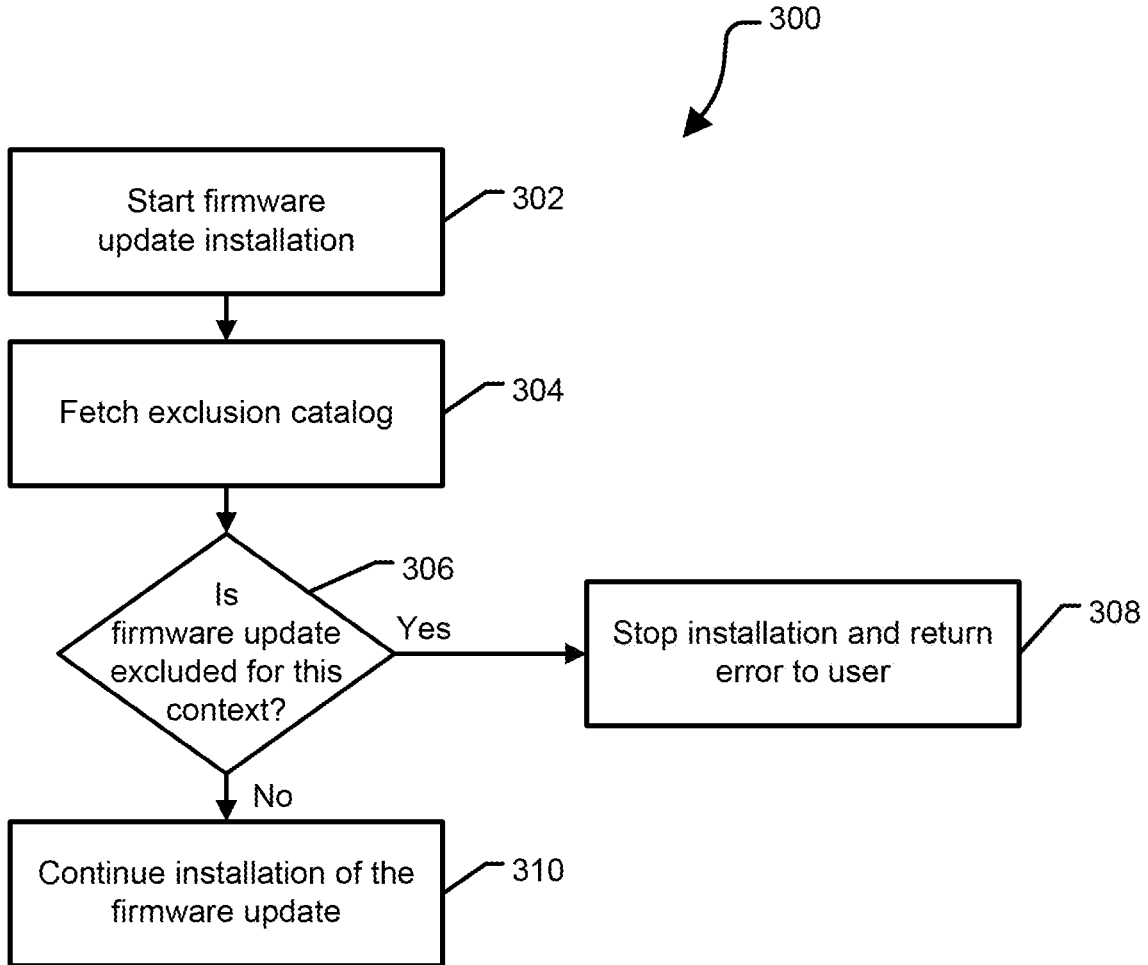 300
Start firmware
update installation
302
Fetch exclusion catalog
304
306
Is
firmware update
excluded for this
context?
Yes
Stop installation and return
error to user
308
No
Continue installation of the
firmware update
310